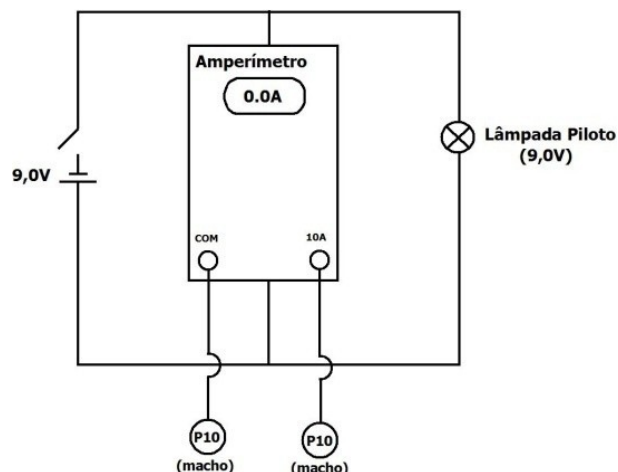 Amperímetro
0.0A
Lâmpada Piloto
(9,0V)
9,0V
COM
10A
P10
(macho)
P10
(macho)